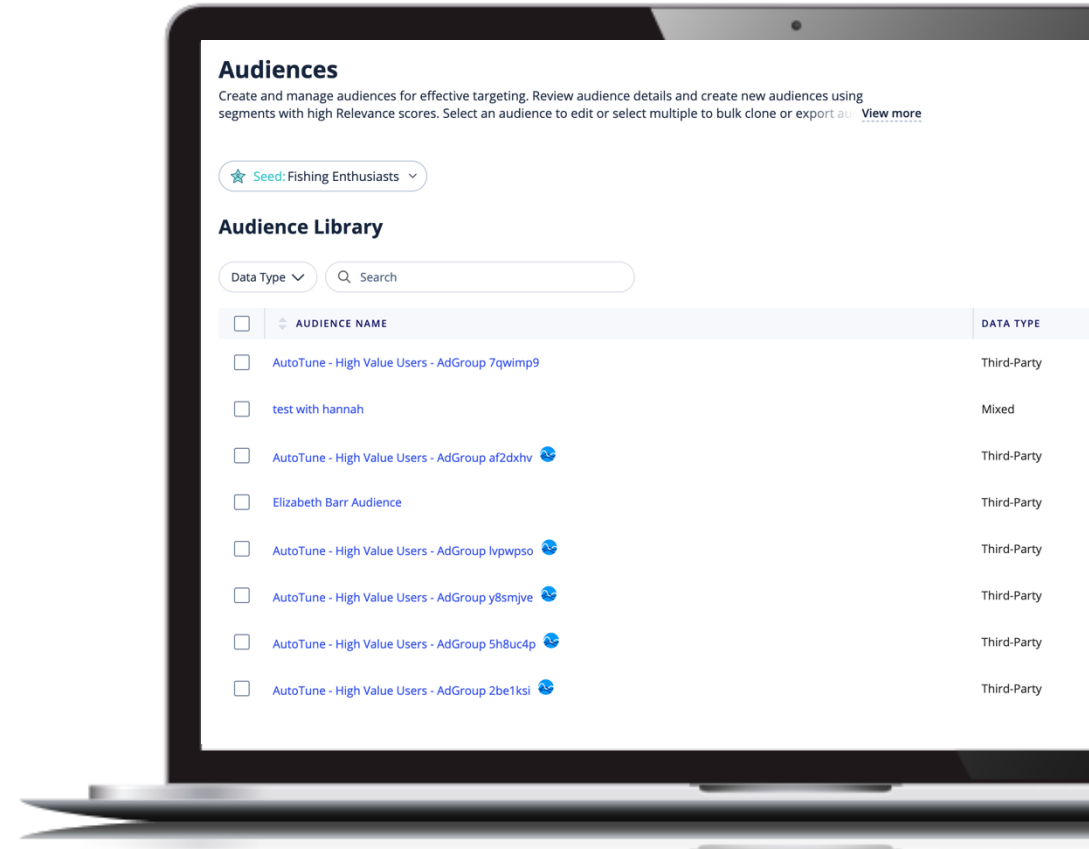 Audiences
Create and manage audiences for effective targeting. Review audience details and create new audiences using
segments with high Relevance scores. Select an audience to edit or select multiple to bulk clone or export au View more
Seed: Fishing Enthusiasts
Audience Library
Data Type
Search
AUDIENCE NAME DATA TYPE
AutoTune - High Value Users - AdGroup 7qwimp9 Third-Party
test with hannah Mixed
AutoTune - High Value Users - AdGroup af2dxhv Third-Party
Elizabeth Barr Audience Third-Party
AutoTune - High Value Users - AdGroup lvpwpso Third-Party
AutoTune - High Value Users - AdGroup y8smjve Third-Party
AutoTune - High Value Users - AdGroup 5h8uc4p Third-Party
AutoTune - High Value Users - AdGroup 2be1ksi Third-Party